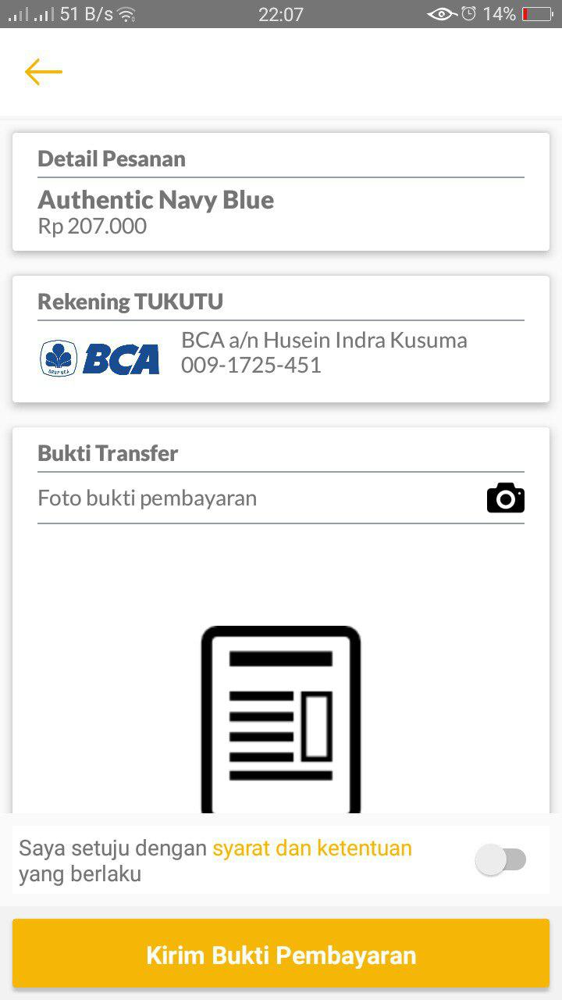 51 B/s
22:07
14%
Detail Pesanan
Authentic Navy Blue
Rp 207.000
Rekening TUKUTU
GRUP BCA
BCA
BCA a/n Husein Indra Kusuma
009-1725-451
Bukti Transfer
Foto bukti pembayaran
Saya setuju dengan syarat dan ketentuan
yang berlaku
Kirim Bukti Pembayaran